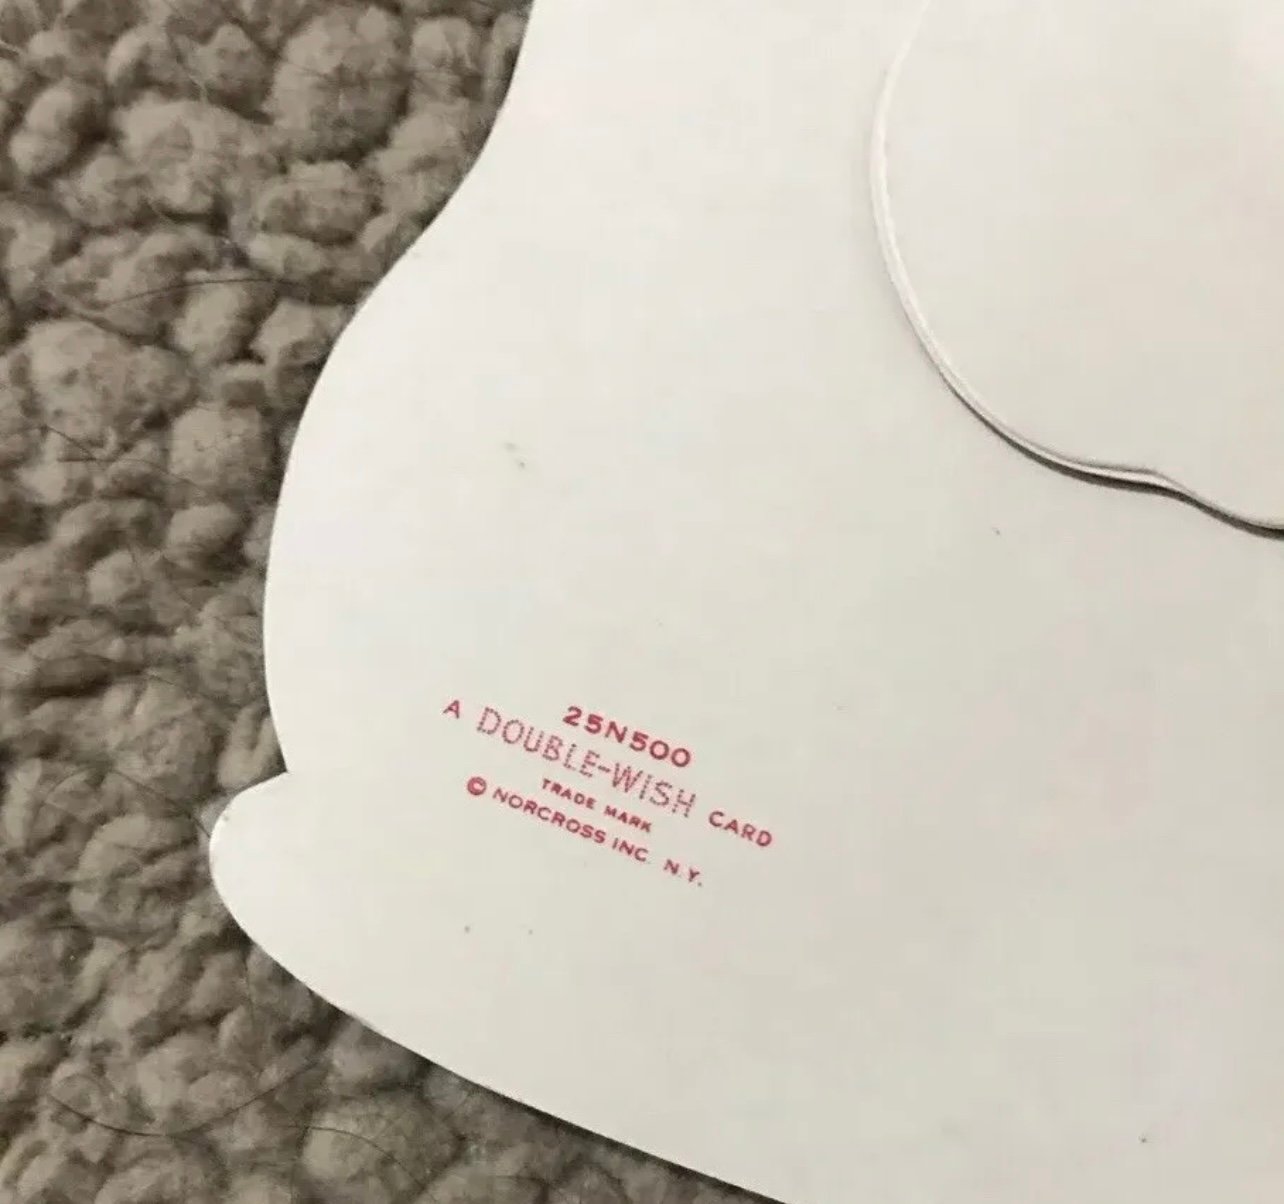 25N500
A DOUBLE-WISH CARD
TRADE MARK
© NORCROSS INC. N.Y.